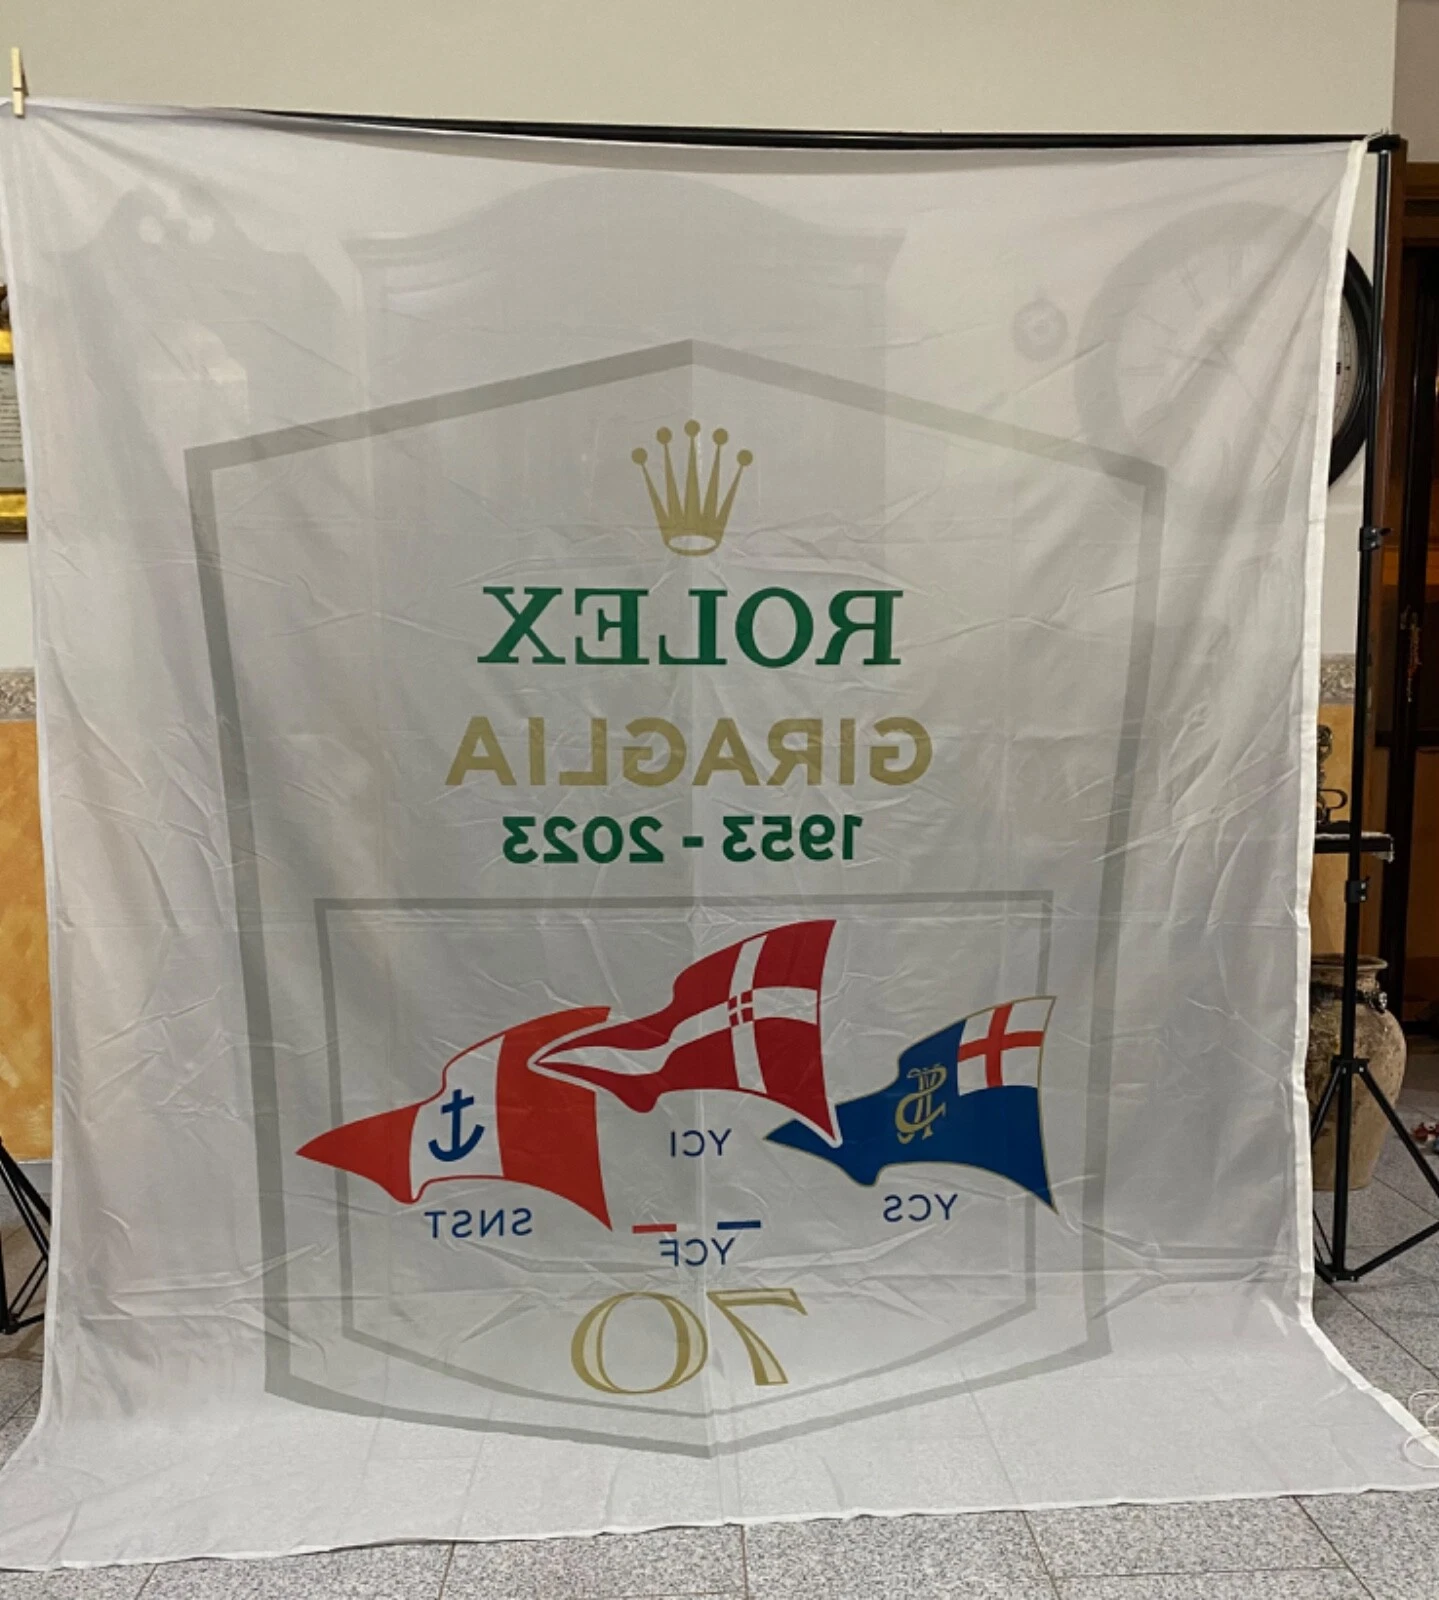 ROLEX
GIRAGLIA
1953 - 2023
YCI
YCS
SNST
YCF
70